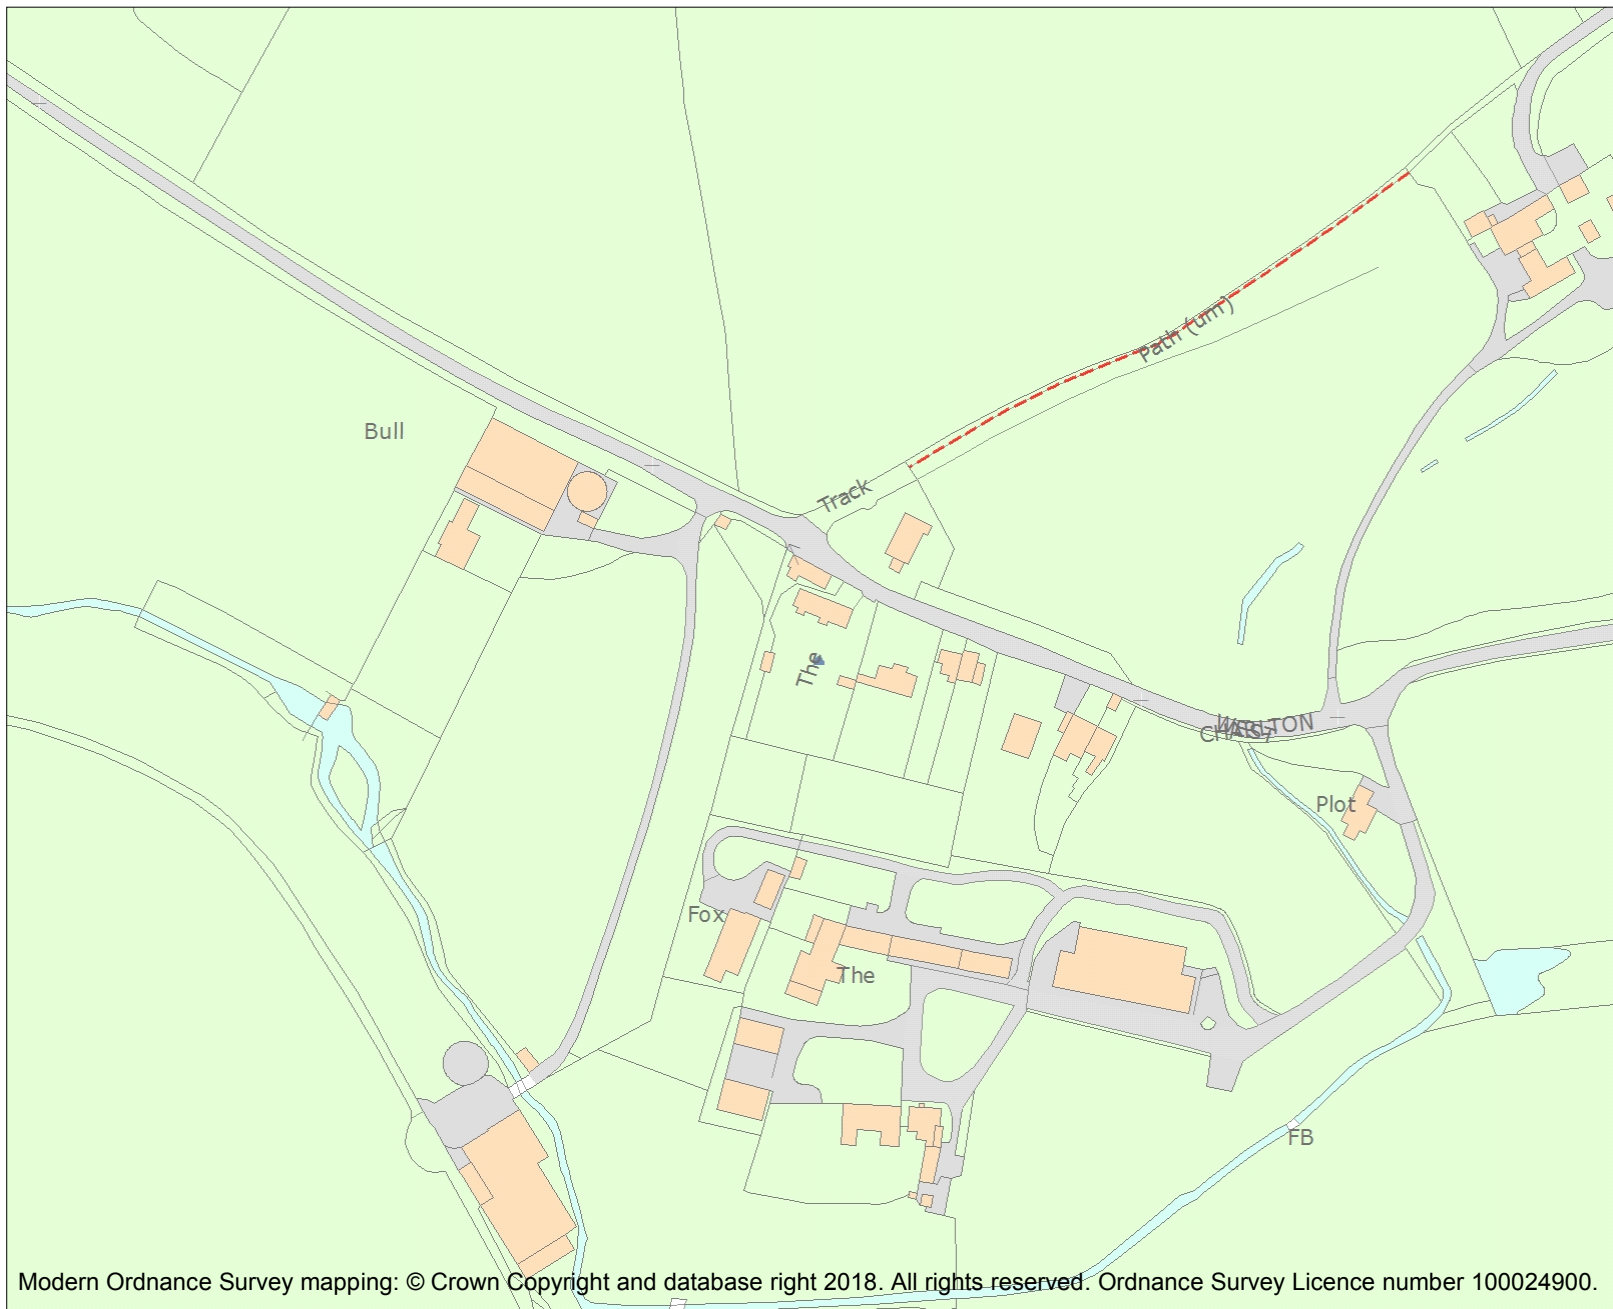 Path (um)
Bull
Track
The
WELTON
Plot
Fox
The
FB
Modern Ordnance Survey mapping: © Crown Copyright and database right 2018. All rights reserved. Ordnance Survey Licence number 100024900.